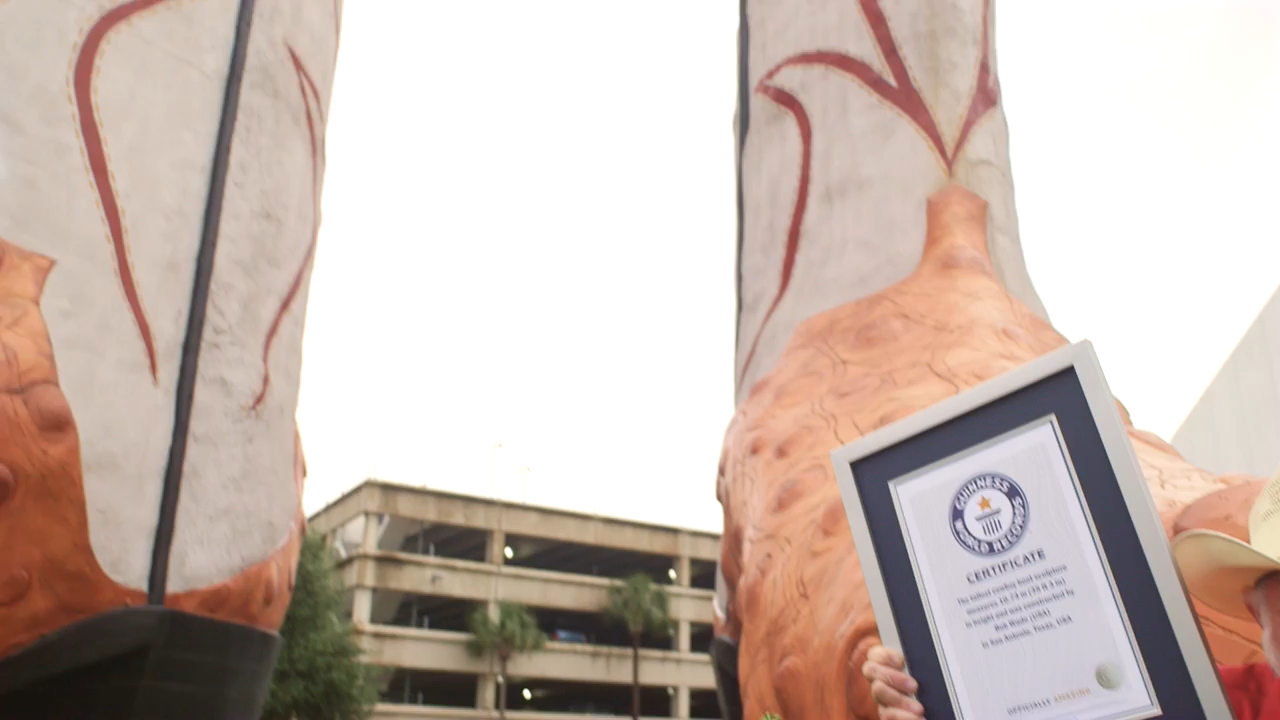 GUINNESS
WORLD RECORDS
CERTIFICATE
The tallest cowboy boot sculpture
measures 10.74 m (35 ft 3 in)
in height and was constructed by
Bob Wade (USA)
in San Antonio, Texas, USA
OFFICIALLY AMAZING